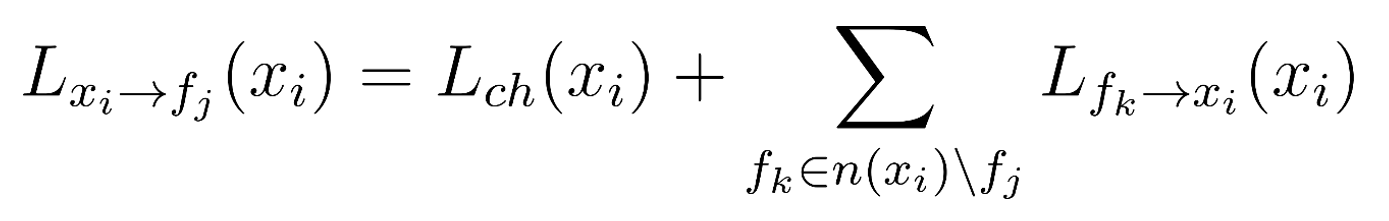 L_{x_i \to f_j}(x_i) = L_{ch}(x_i) + \sum_{f_k \in n(x_i) \setminus f_j} L_{f_k \to x_i}(x_i)